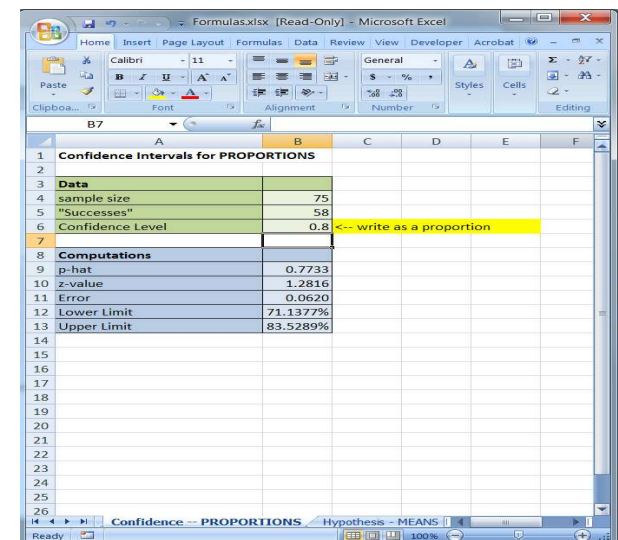 Formulas.xlsx [Read-Only] - Microsoft Excel
Home Insert Page Layout Formulas Data Review View Developer Acrobat
Paste
Calibri 11
B I U A A
A
General
$ % ,
.00 .0
Styles
Cells
Σ
Clipboa... Font Alignment Number Editing
B7 fx
A B C D E F
1 Confidence Intervals for PROPORTIONS
2
3 Data
4 sample size 75
5 "Successes" 58
6 Confidence Level 0.8 <-- write as a proportion
7
8 Computations
9 p-hat 0.7733
10 z-value 1.2816
11 Error 0.0620
12 Lower Limit 71.1377%
13 Upper Limit 83.5289%
14
15
16
17
18
19
20
21
22
23
24
25
26
Confidence -- PROPORTIONS Hypothesis - MEANS
Ready 100%